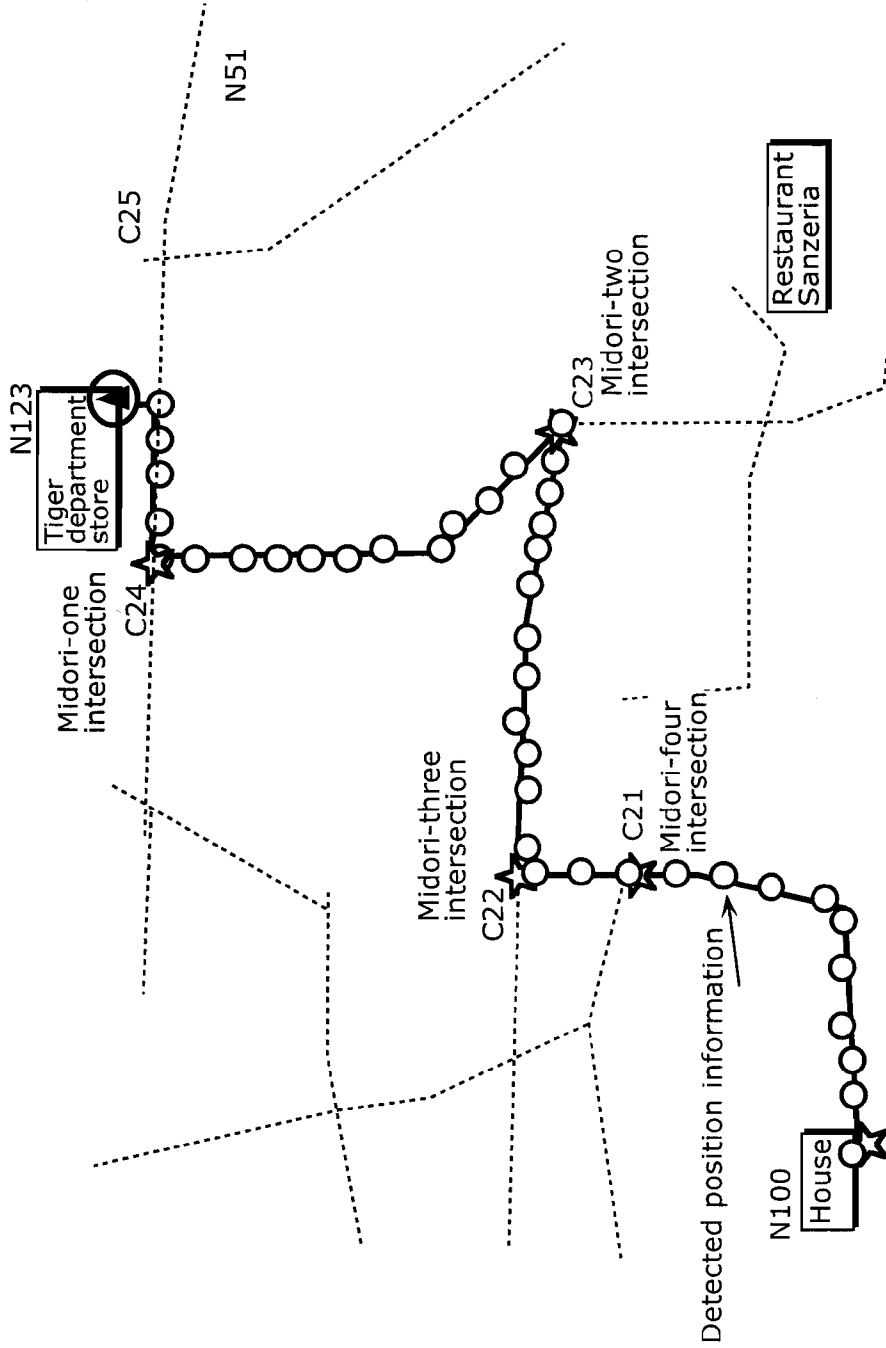 N123
Tiger
department
store
C25
N51
Midori-one
intersection
C24
Midori-three
intersection
C22
C23
Midori-two
intersection
C21
Midori-four
intersection
Restaurant
Sanzeria
Detected position information
N100
House